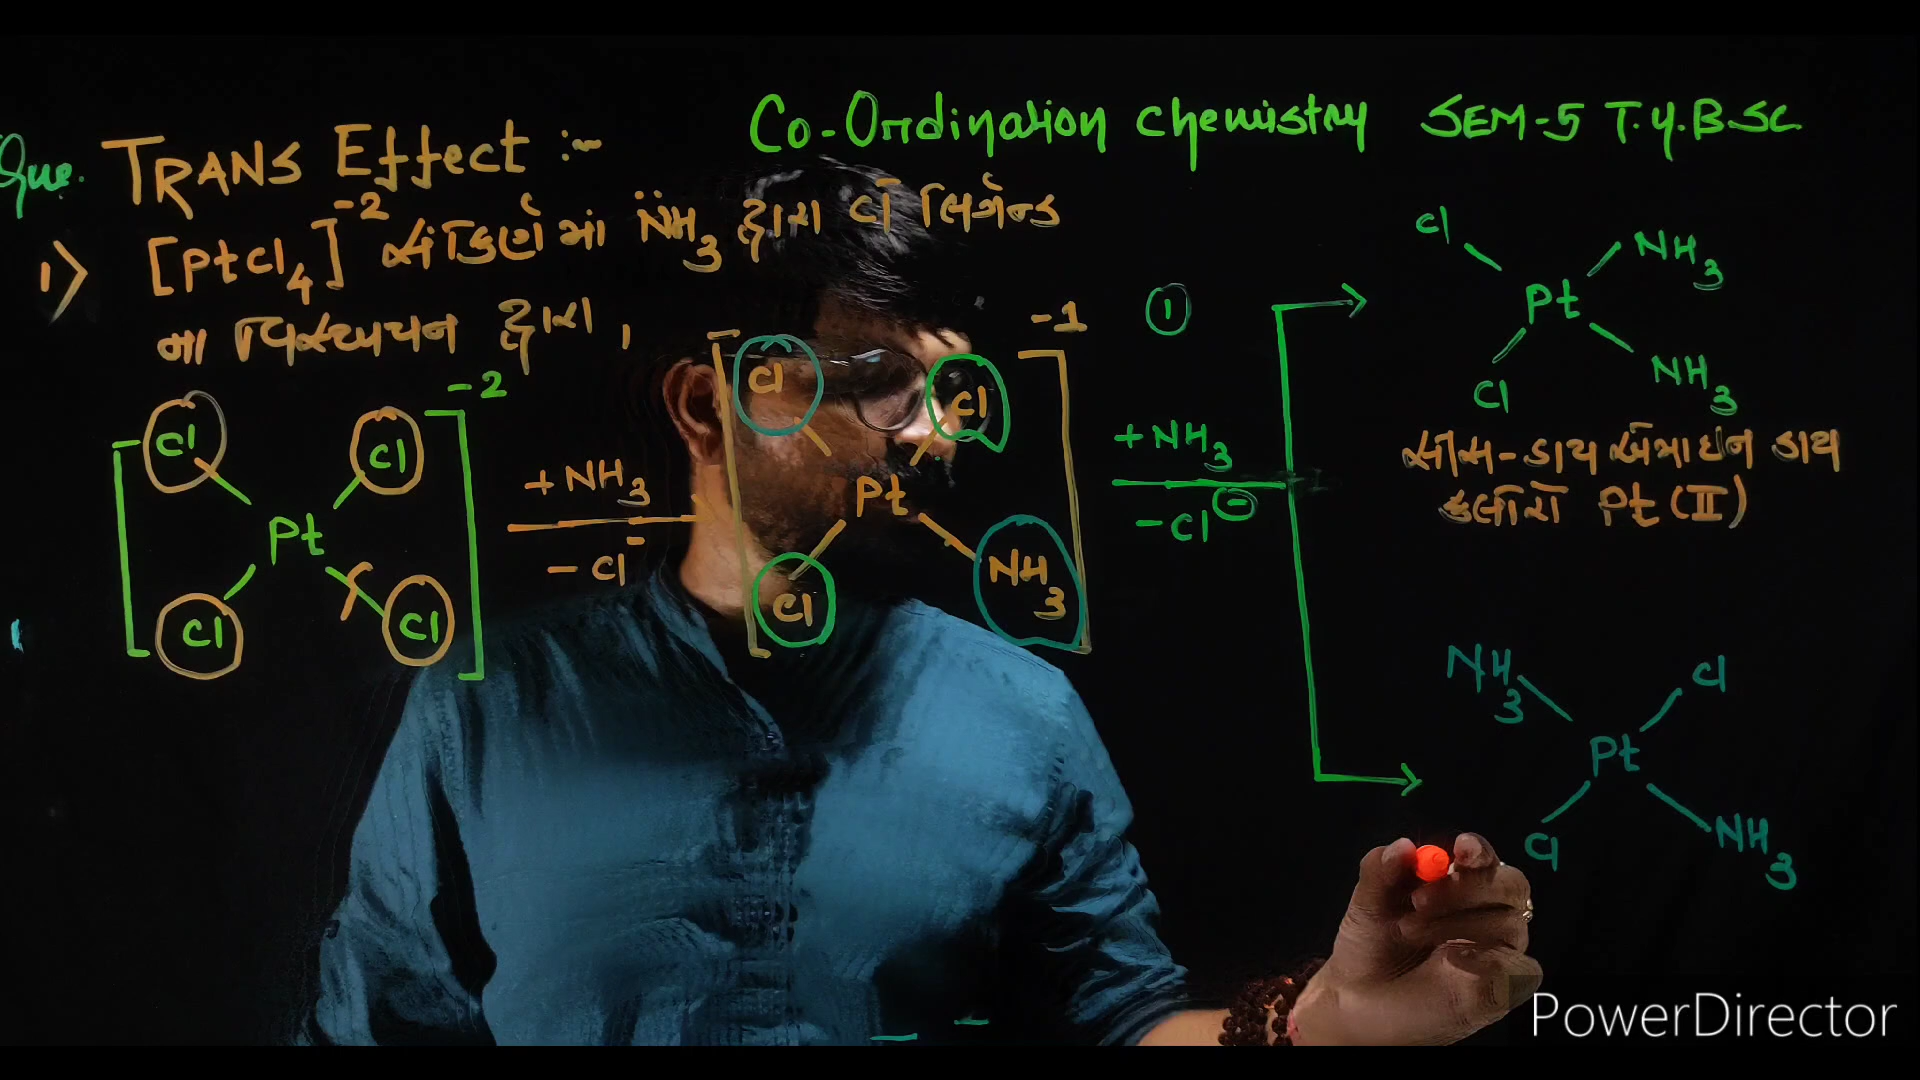 Co-Ordination chemistry SEM-5 T.Y.B.SC
Que. TRANS Effect :-
1) [PtCl4]-2 સંકિર્ણ માં N̈H3 દ્વારા Cl- લિગેન્ડ
ના વિસ્થાપન દ્વારા,
-2
Cl Cl
Pt
Cl Cl
+NH3
-Cl-
-1
Cl Cl
Pt
Cl NH3
①
+NH3
-Cl⊖
Cl NH3
Pt
Cl NH3
સીસ-ડાય એમાઇન ડાય
ક્લોરો Pt(II)
NH3 Cl
Pt
Cl NH3
PowerDirector